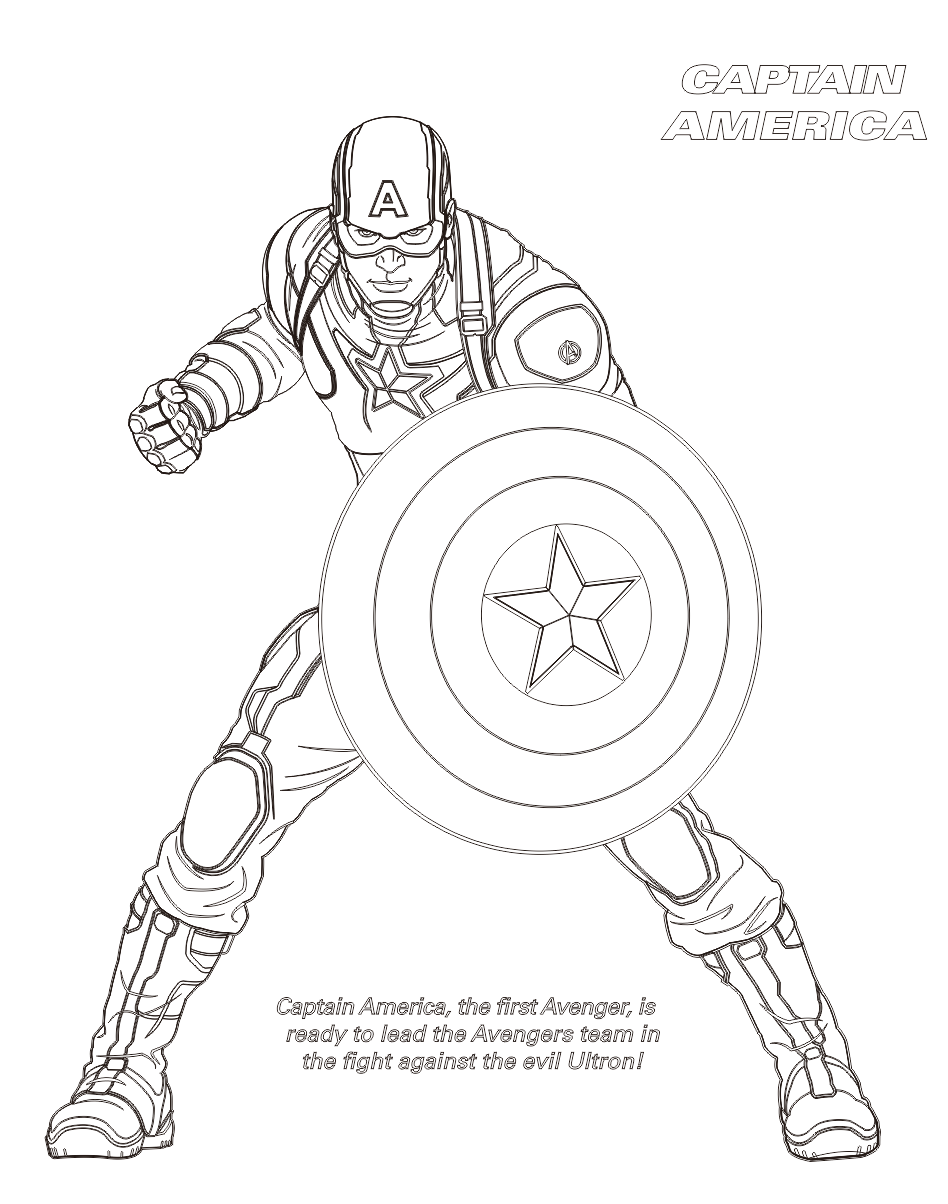 CAPTAIN
AMERICA
A
A
Captain America, the first Avenger, is
ready to lead the Avengers team in
the fight against the evil Ultron!